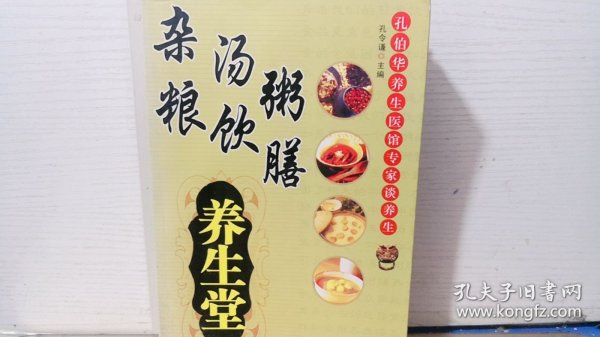 杂粮
汤饮
粥膳
养生堂
孔令谦◎主编
孔伯华养生医馆专家谈养生
孔夫子旧书网
www.kongfz.com